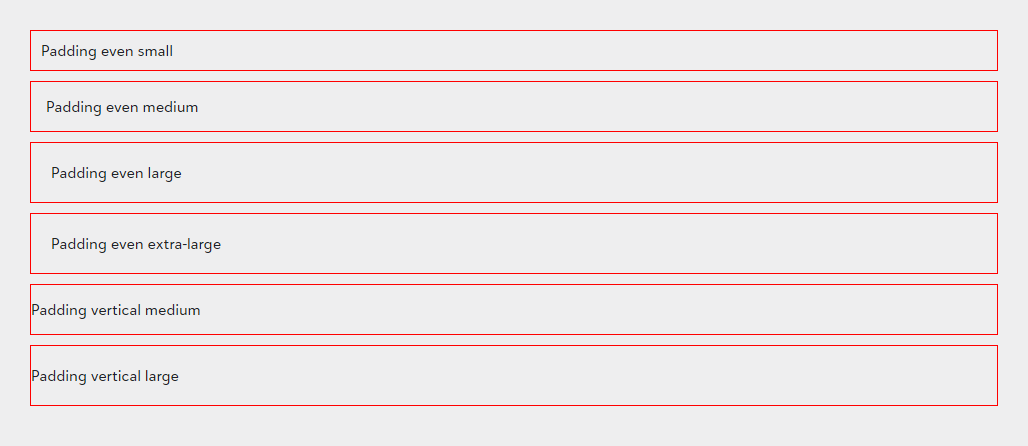 Padding even small
Padding even medium
Padding even large
Padding even extra-large
Padding vertical medium
Padding vertical large